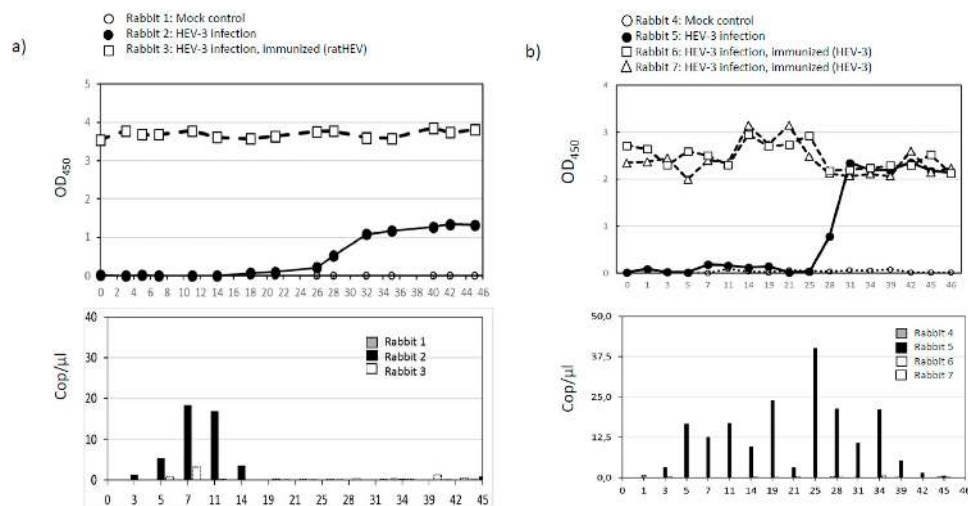 a)
Rabbit 1: Mock control
Rabbit 2: HEV-3 infection
Rabbit 3: HEV-3 infection, immunized (ratHEV)
5
4
3
2
1
0
OD450
0 2 4 6 8 10 12 14 16 18 20 22 24 26 28 30 32 34 36 38 40 42 44 46
40
30
20
10
0
Cop/µl
Rabbit 1
Rabbit 2
Rabbit 3
0 3 5 7 11 14 19 20 21 25 28 32 34 40 42 45
b)
Rabbit 4: Mock control
Rabbit 5: HEV-3 infection
Rabbit 6: HEV-3 infection, immunized (HEV-3)
Rabbit 7: HEV-3 infection, immunized (HEV-3)
4
3
2
1
0
OD450
0 1 3 5 7 11 14 19 21 25 28 31 34 39 42 45 46
50,0
37,5
25,0
12,5
0,0
Cop/µl
Rabbit 4
Rabbit 5
Rabbit 6
Rabbit 7
0 1 3 5 7 11 14 19 21 25 28 31 34 39 42 45 46